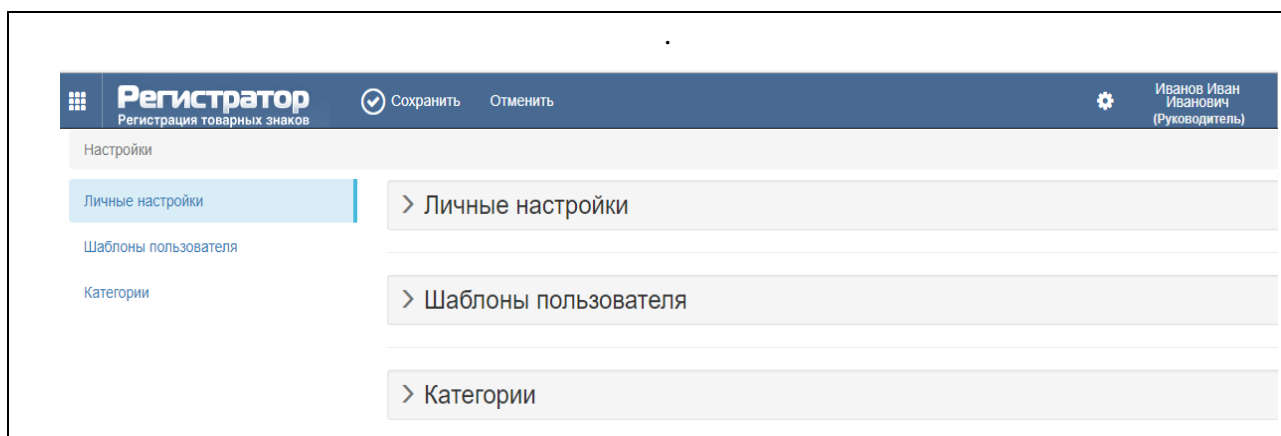 .
Регистратор
Регистрация товарных знаков
Сохранить Отменить
Иванов Иван
Иванович
(Руководитель)
Настройки
Личные настройки
Шаблоны пользователя
Категории
Личные настройки
Шаблоны пользователя
Категории